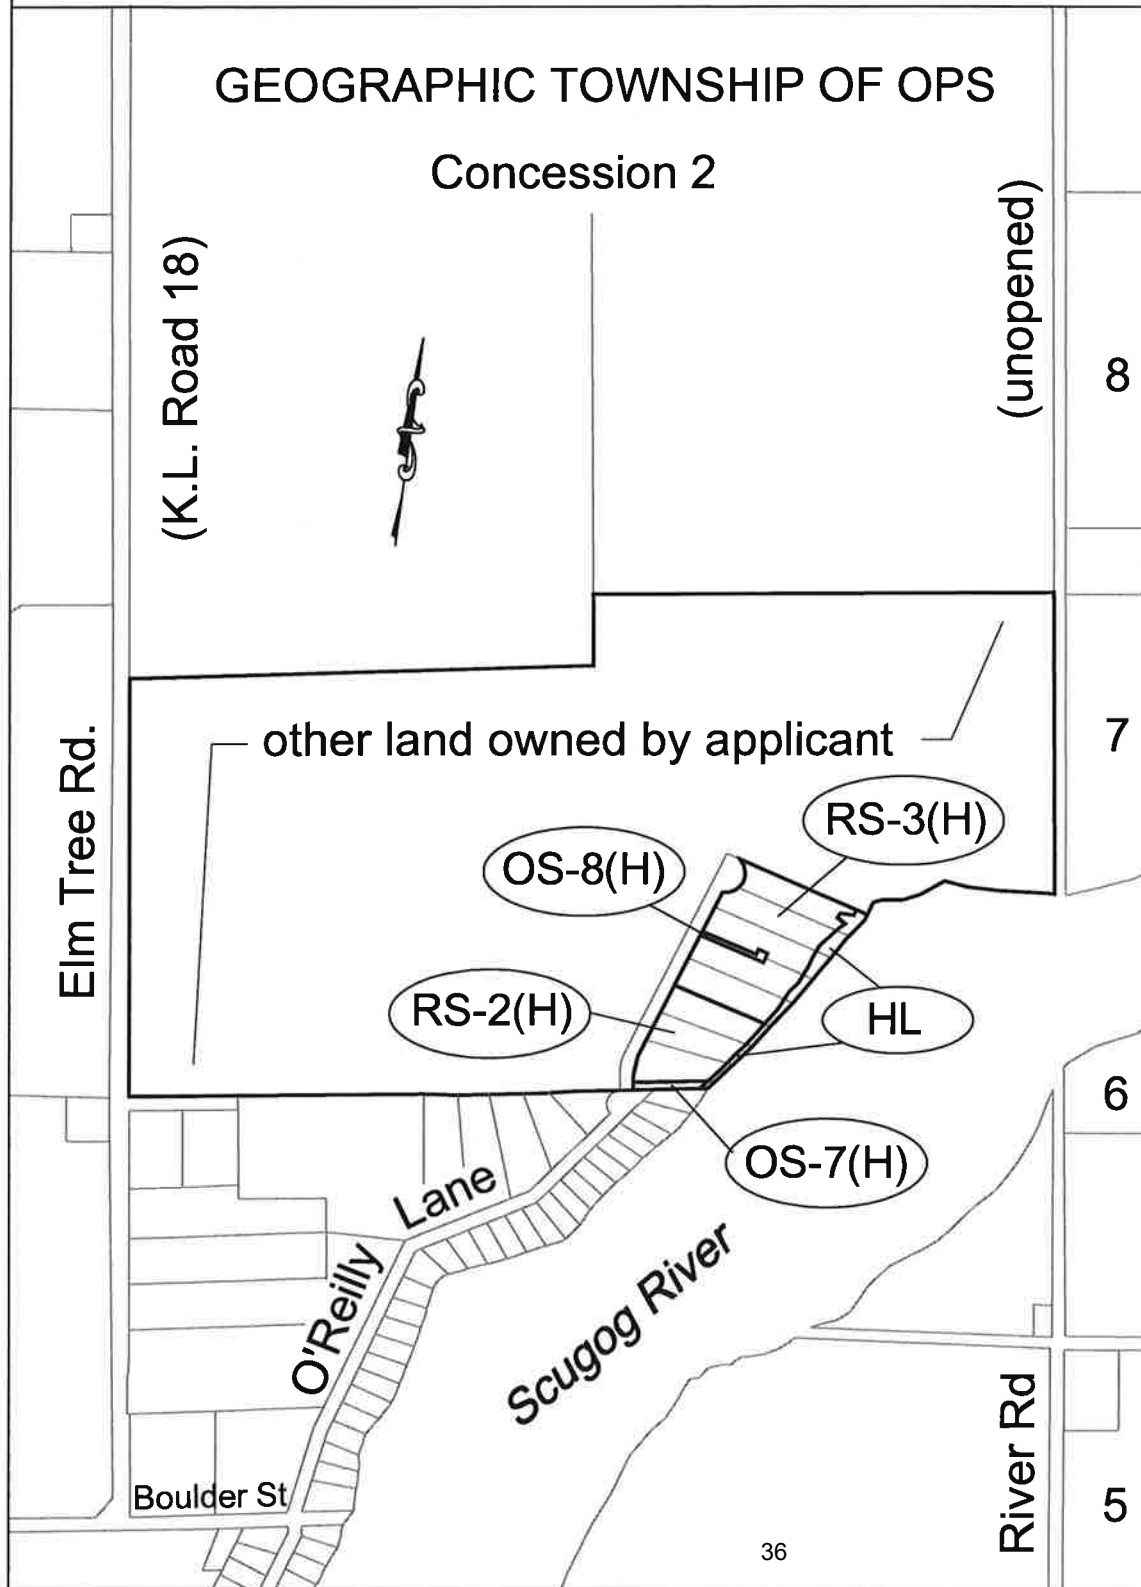 GEOGRAPHIC TOWNSHIP OF OPS
Concession 2
(K.L. Road 18)
(unopened)
8
Elm Tree Rd.
other land owned by applicant
7
RS-3(H)
OS-8(H)
RS-2(H)
HL
6
OS-7(H)
O'Reilly Lane
Scugog River
River Rd
Boulder St
5
36